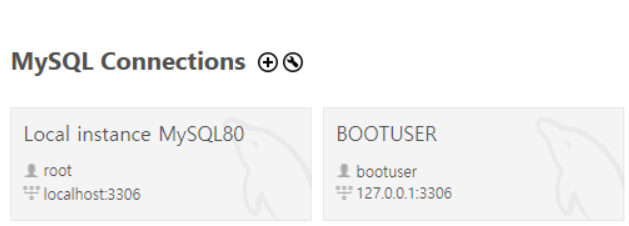 MySQL Connections
Local instance MySQL80
root
localhost:3306
BOOTUSER
bootuser
127.0.0.1:3306